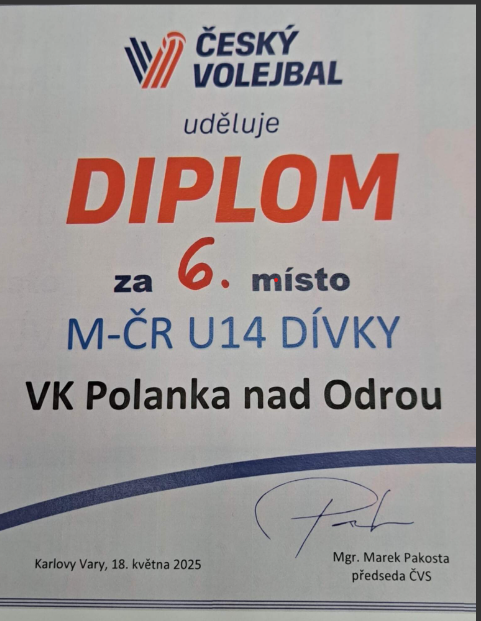 ČESKÝ
VOLEJBAL
uděluje
DIPLOM
za 6. místo
M-ČR U14 DÍVKY
VK Polanka nad Odrou
Karlovy Vary, 18. května 2025
Mgr. Marek Pakosta
předseda ČVS